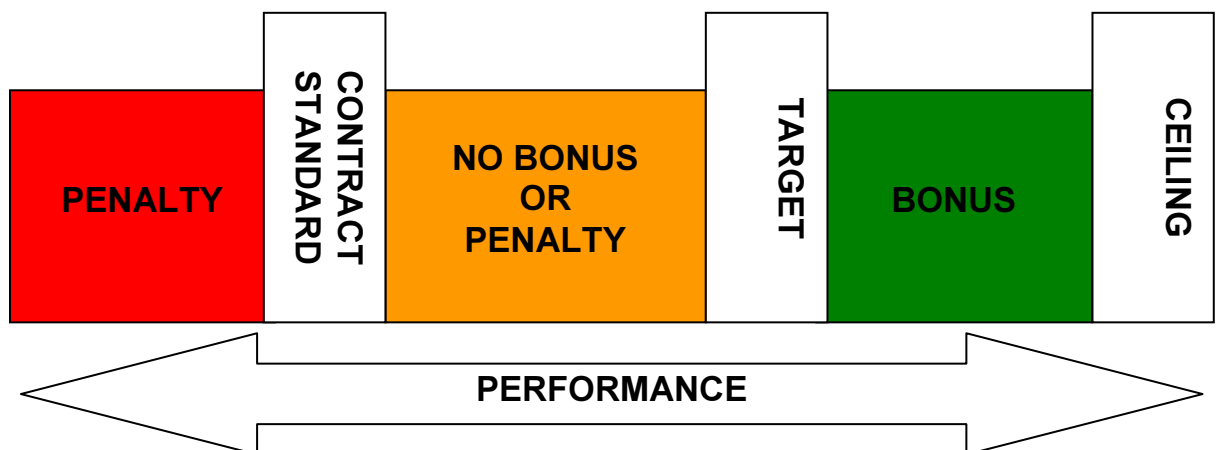 PENALTY
CONTRACT
STANDARD
NO BONUS
OR
PENALTY
TARGET
BONUS
CEILING
PERFORMANCE